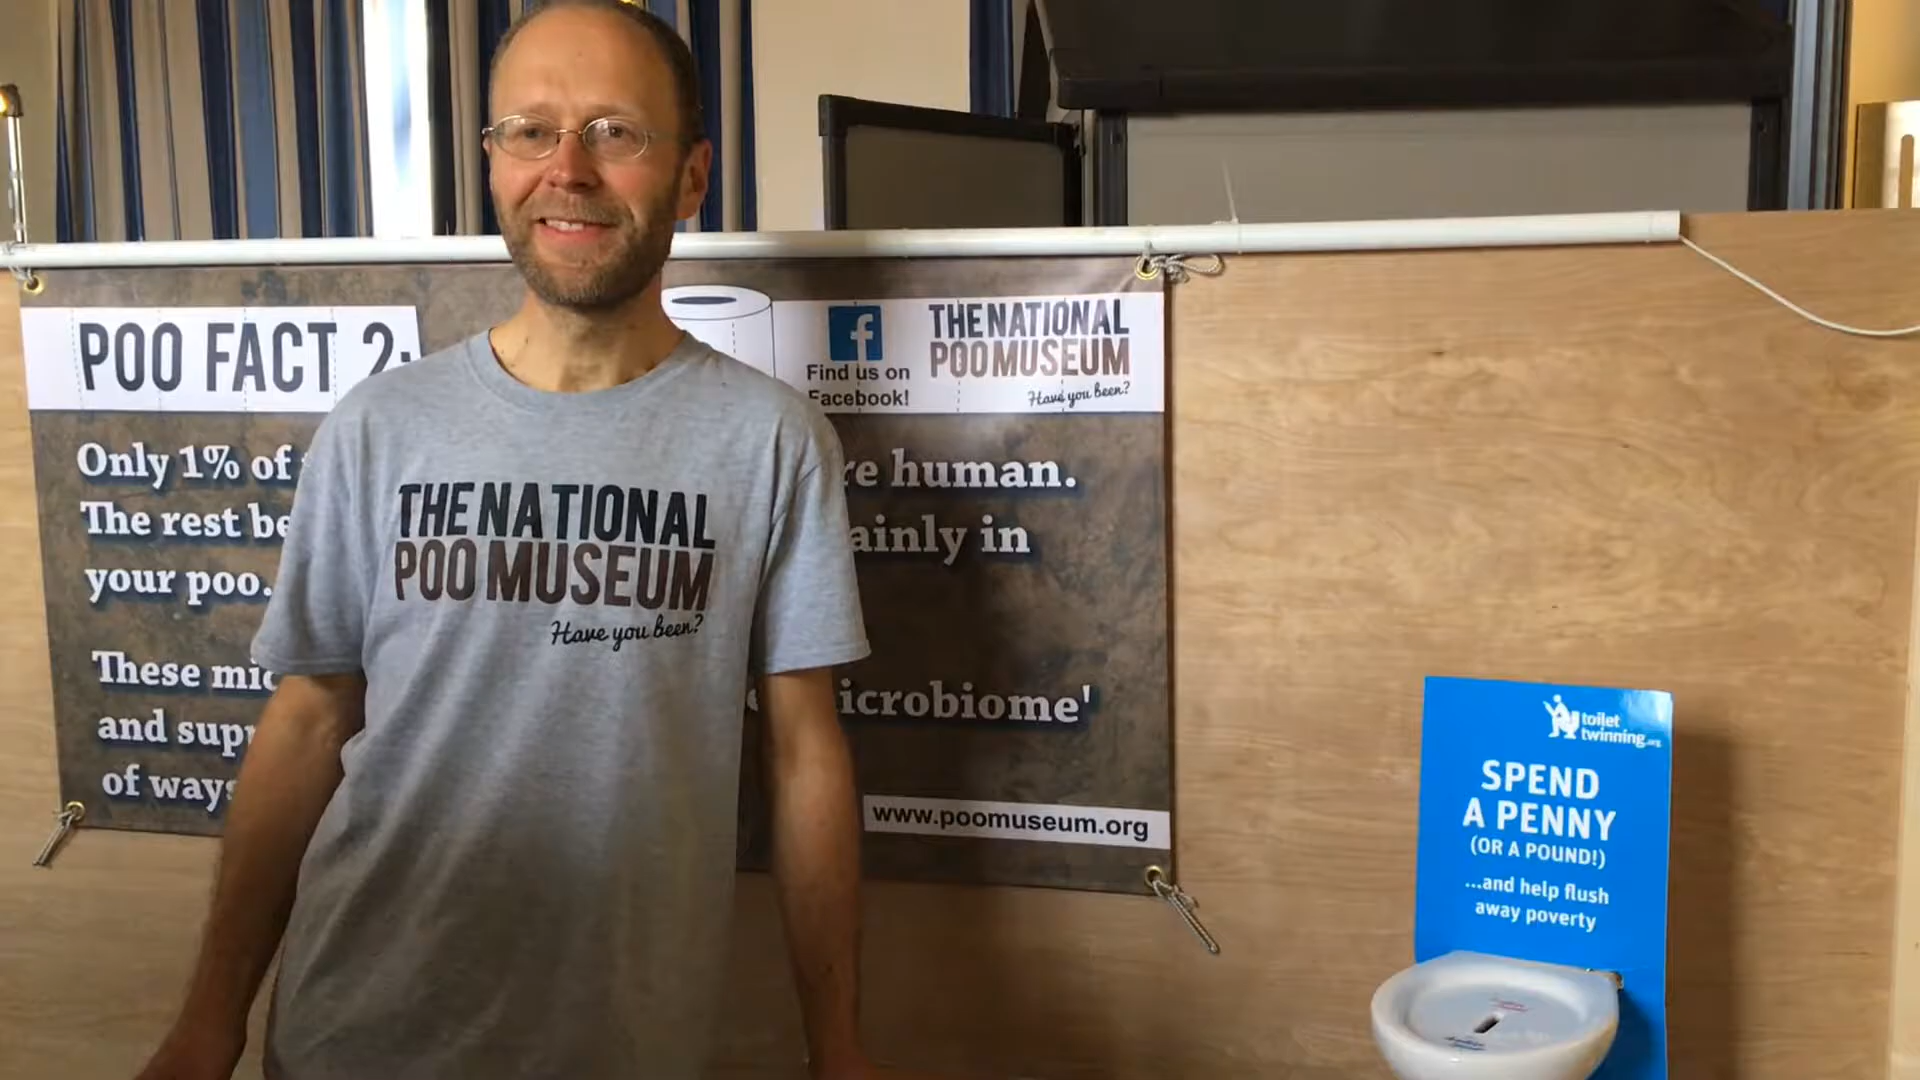 POO FACT 2:
Only 1% of
The rest be
your poo.
These mic
and supp
of ways
Find us on
Facebook!
THE NATIONAL
POO MUSEUM
Have you been?
re human.
ainly in
icrobiome'
www.poomuseum.org
THE NATIONAL
POO MUSEUM
Have you been?
toilet
twinning.org
SPEND
A PENNY
(OR A POUND!)
...and help flush
away poverty